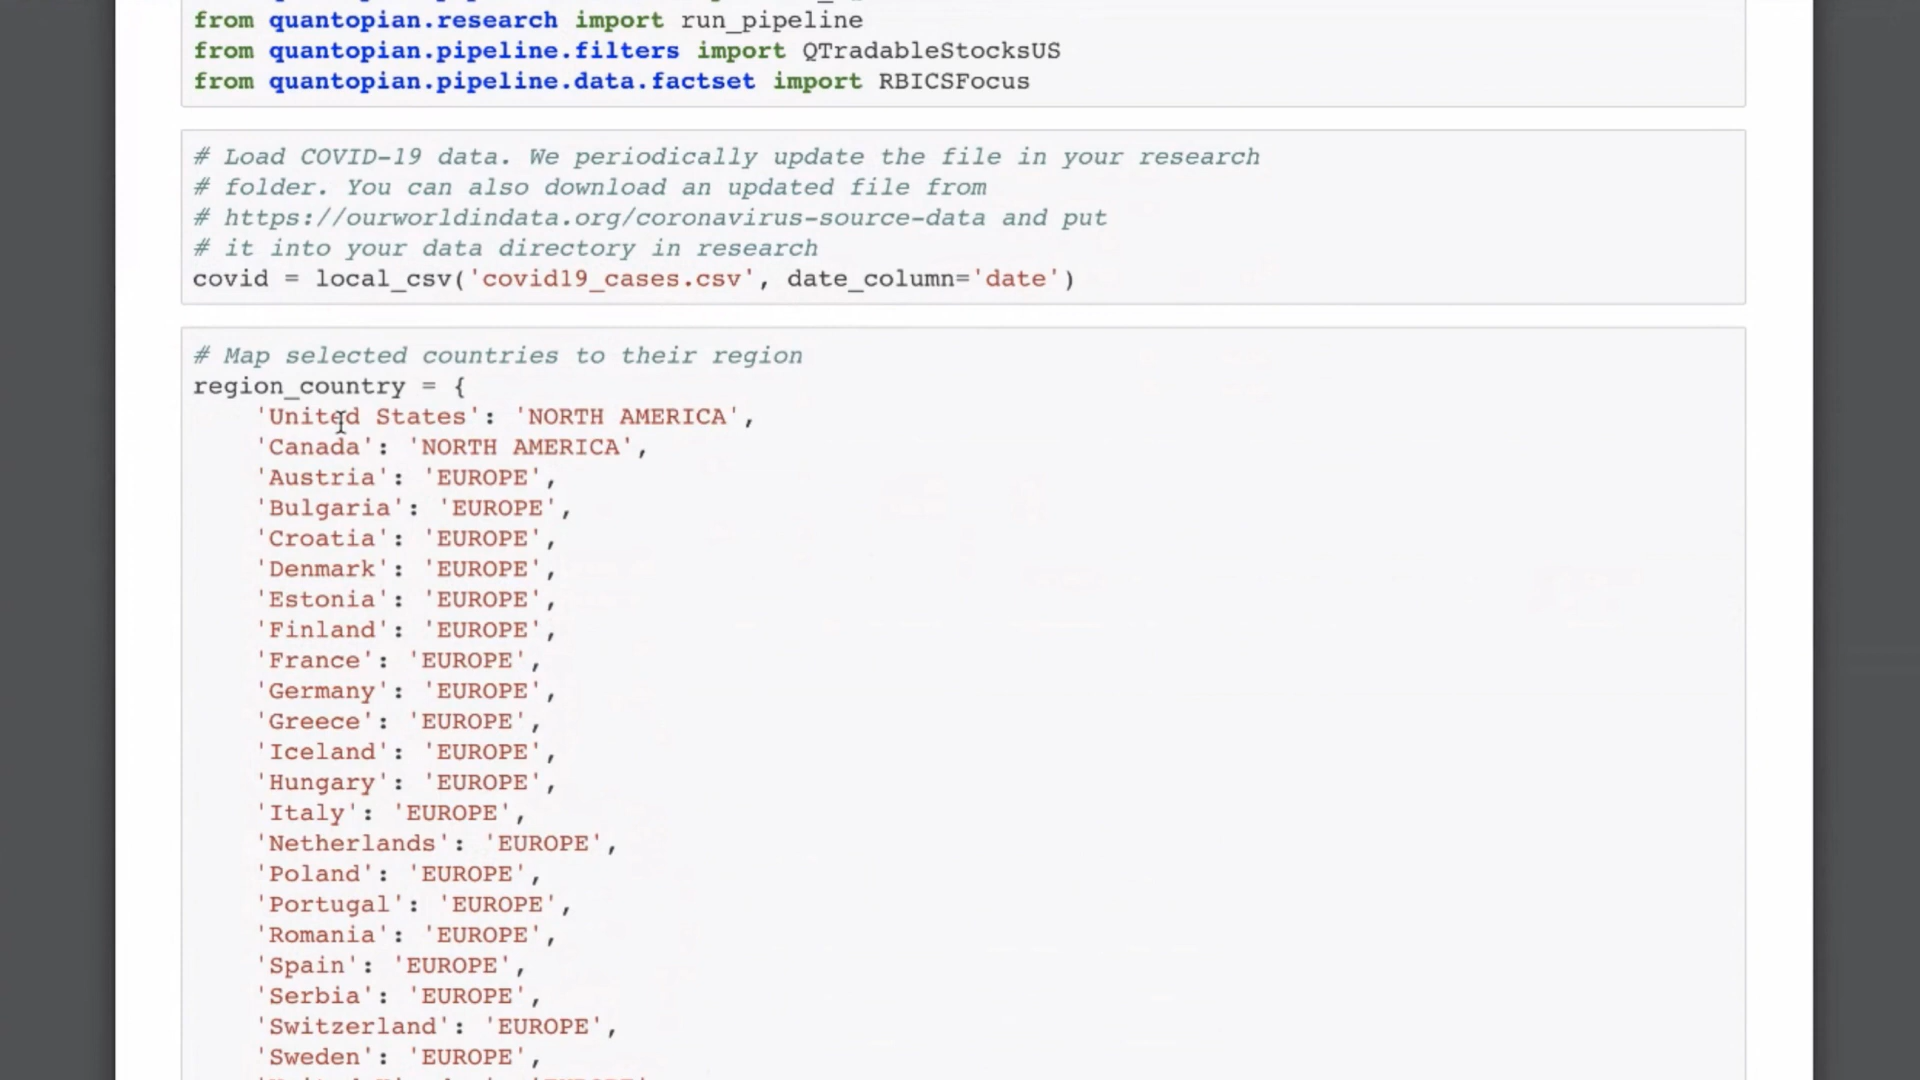 from quantopian.research import run_pipeline
from quantopian.pipeline.filters import QTradableStocksUS
from quantopian.pipeline.data.factset import RBICSFocus
# Load COVID-19 data. We periodically update the file in your research
# folder. You can also download an updated file from
# https://ourworldindata.org/coronavirus-source-data and put
# it into your data directory in research
covid = local_csv('covid19_cases.csv', date_column='date')
# Map selected countries to their region
region_country = {
'United States': 'NORTH AMERICA',
'Canada': 'NORTH AMERICA',
'Austria': 'EUROPE',
'Bulgaria': 'EUROPE',
'Croatia': 'EUROPE',
'Denmark': 'EUROPE',
'Estonia': 'EUROPE',
'Finland': 'EUROPE',
'France': 'EUROPE',
'Germany': 'EUROPE',
'Greece': 'EUROPE',
'Iceland': 'EUROPE',
'Hungary': 'EUROPE',
'Italy': 'EUROPE',
'Netherlands': 'EUROPE',
'Poland': 'EUROPE',
'Portugal': 'EUROPE',
'Romania': 'EUROPE',
'Spain': 'EUROPE',
'Serbia': 'EUROPE',
'Switzerland': 'EUROPE',
'Sweden': 'EUROPE',